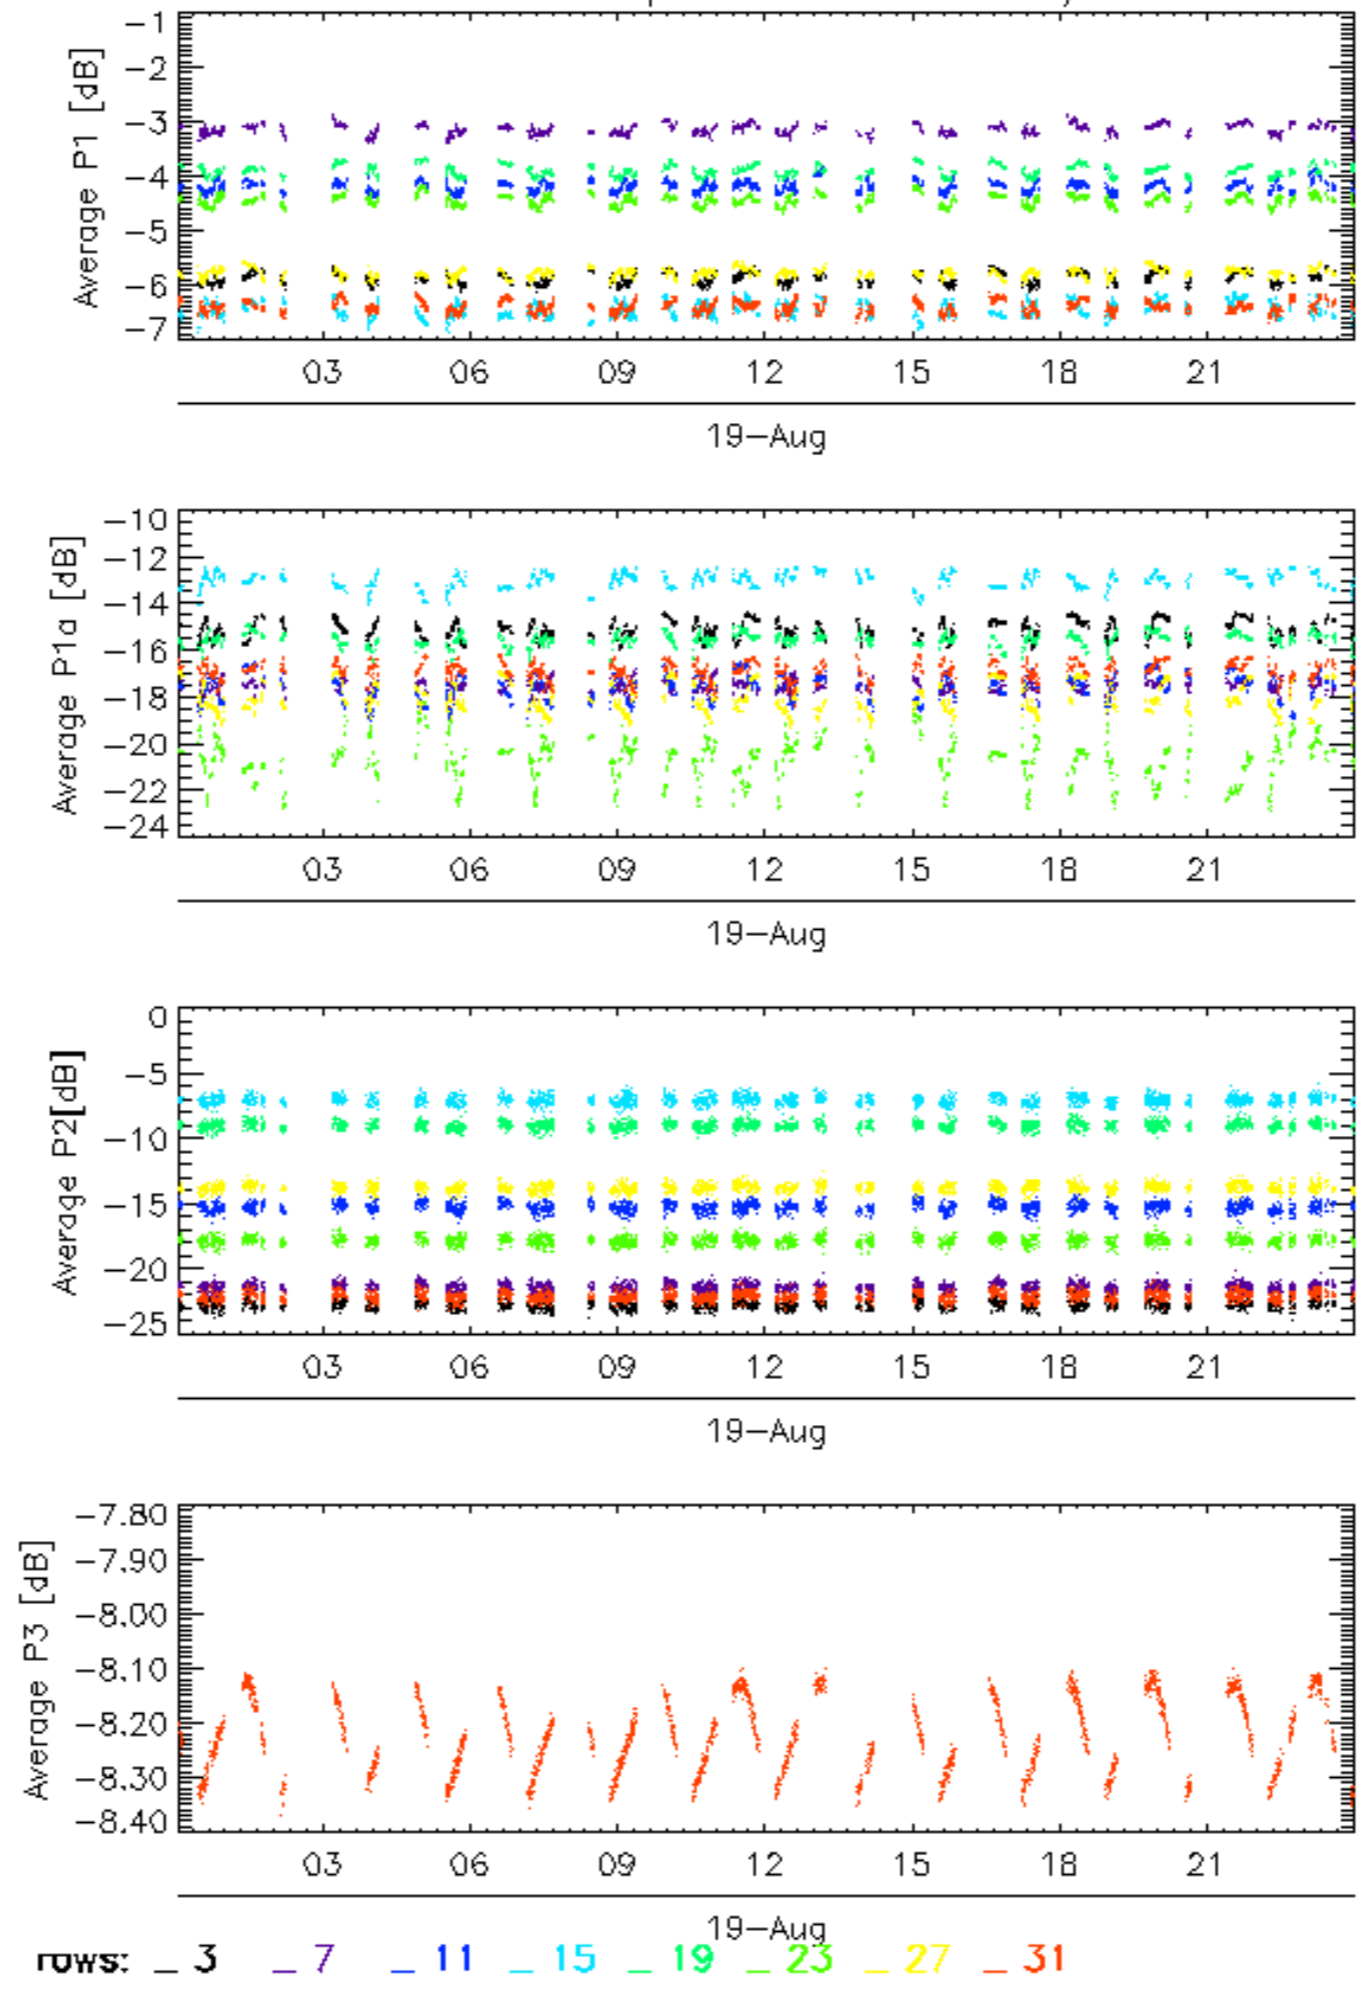 Average P1 [dB]
−1
−2
−3
−4
−5
−6
−7
03 06 09 12 15 18 21
19−Aug
Average P1a [dB]
−10
−12
−14
−16
−18
−20
−22
−24
03 06 09 12 15 18 21
19−Aug
Average P2[dB]
0
−5
−10
−15
−20
−25
03 06 09 12 15 18 21
19−Aug
Average P3 [dB]
−7.80
−7.90
−8.00
−8.10
−8.20
−8.30
−8.40
03 06 09 12 15 18 21
19−Aug
rows: _ 3 _ 7 _ 11 _ 15 _ 19 _ 23 _ 27 _ 31